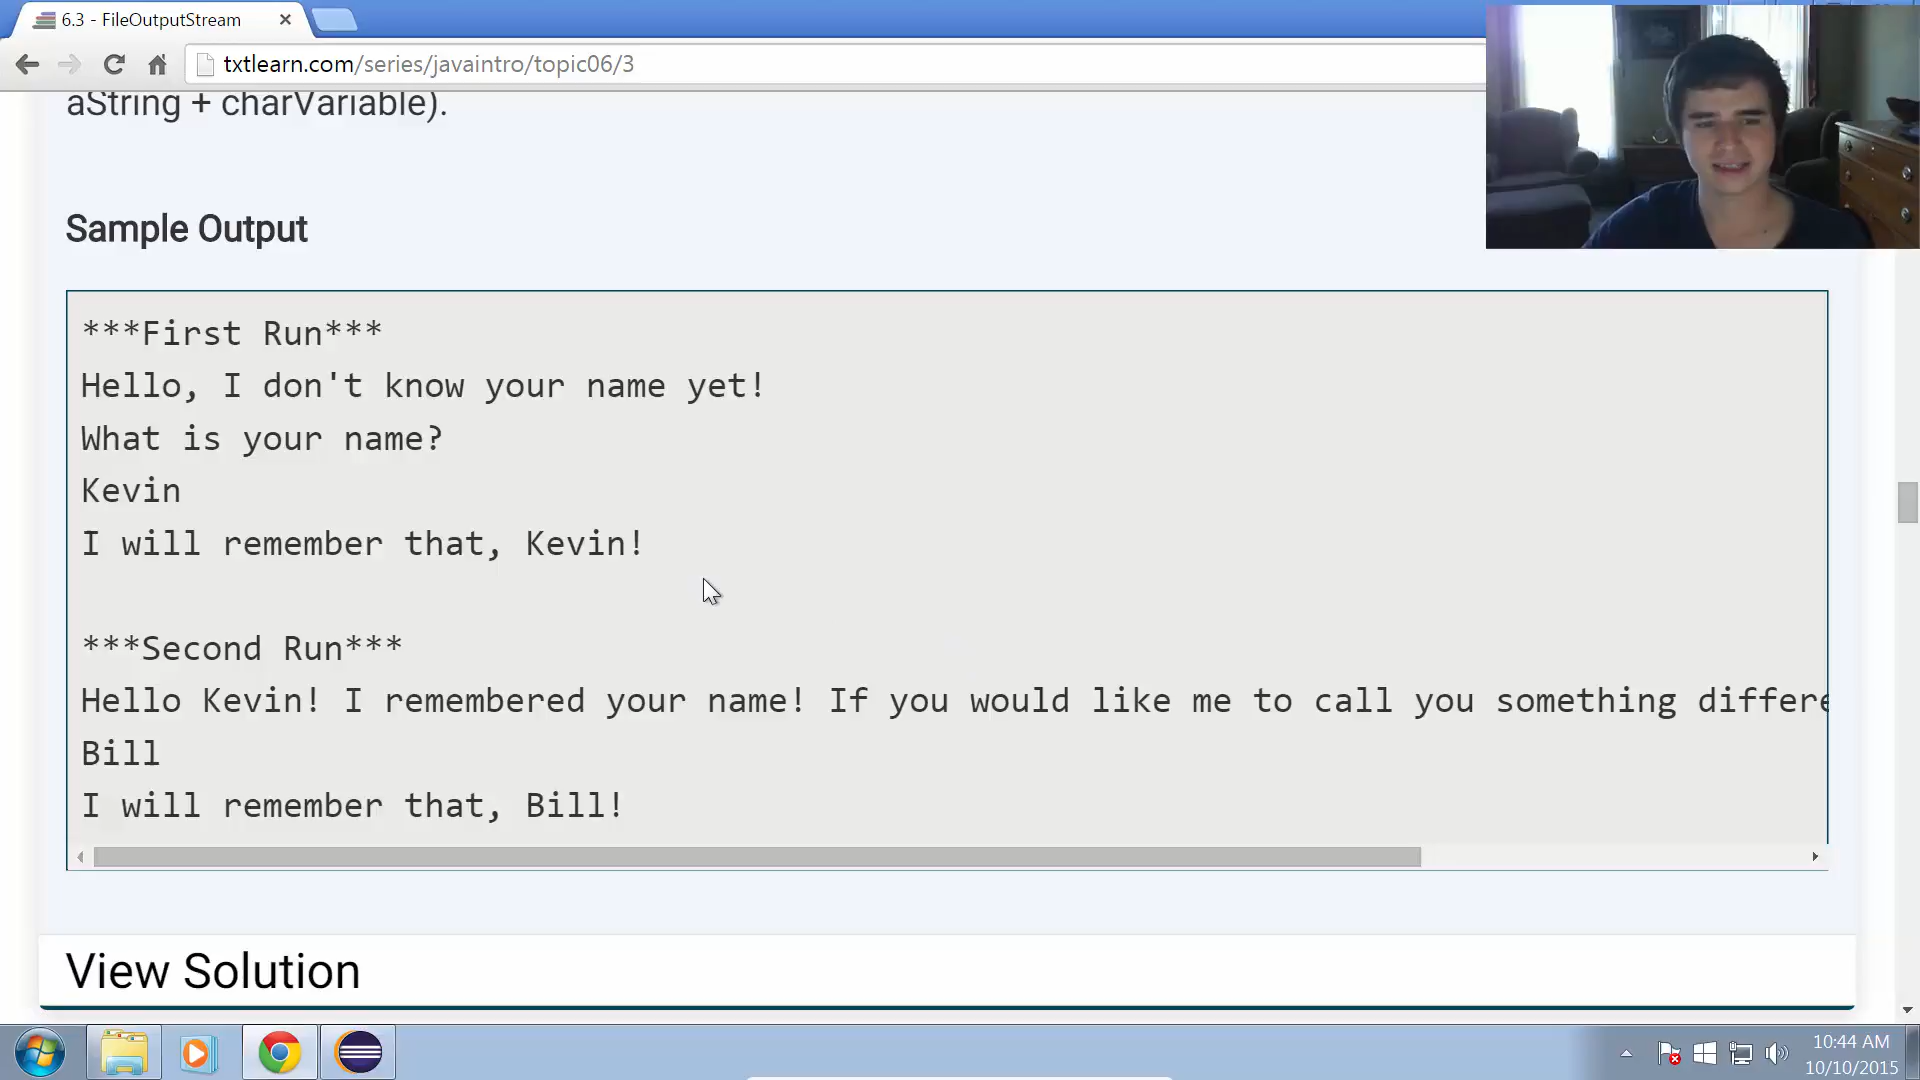 6.3 - FileOutputStream
txtlearn.com/series/javaintro/topic06/3
aString + charVariable).
Sample Output
***First Run***
Hello, I don't know your name yet!
What is your name?
Kevin
I will remember that, Kevin!
***Second Run***
Hello Kevin! I remembered your name! If you would like me to call you something differe
Bill
I will remember that, Bill!
View Solution
10:44 AM
10/10/2015